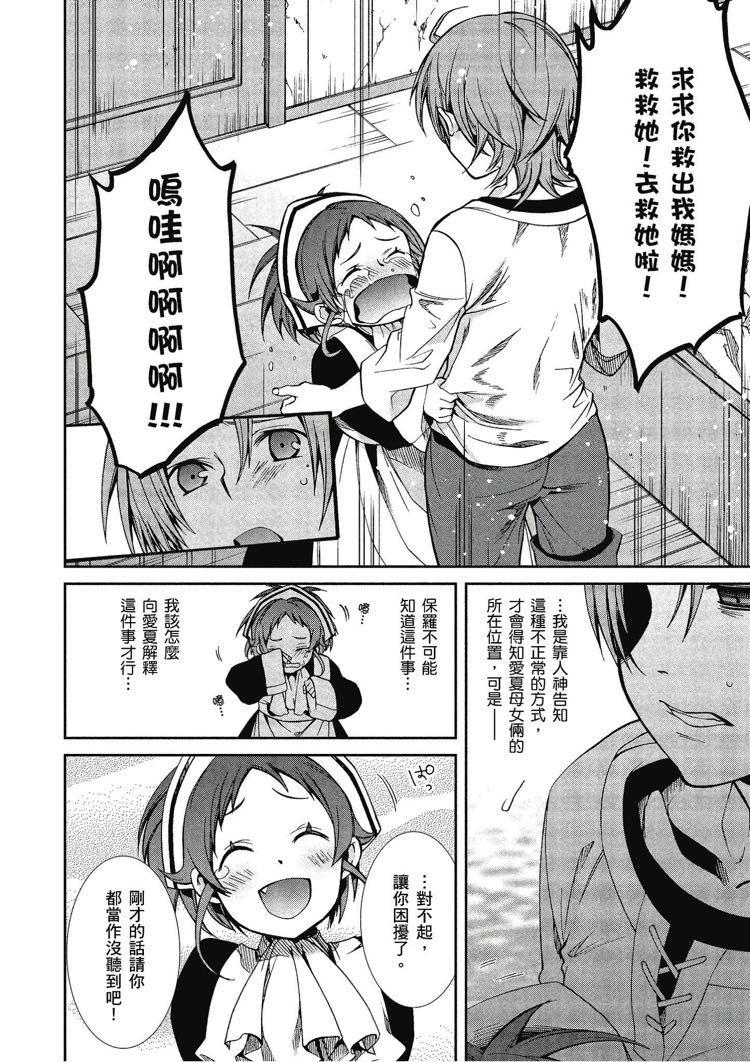 求求你救出我媽媽！
救救她！去救她啦！
嗚哇啊啊啊啊!!!
…我是靠人神告知
這種不正常的方式，
才會得知愛夏母女倆的
所在位置，可是——
保羅不可能
知道這件事…
我該怎麼
向愛夏解釋
這件事才行…
嗚…
嗚…
ぱっ
…對不起，
讓你困擾了。
剛才的話請你
都當作沒聽到吧！